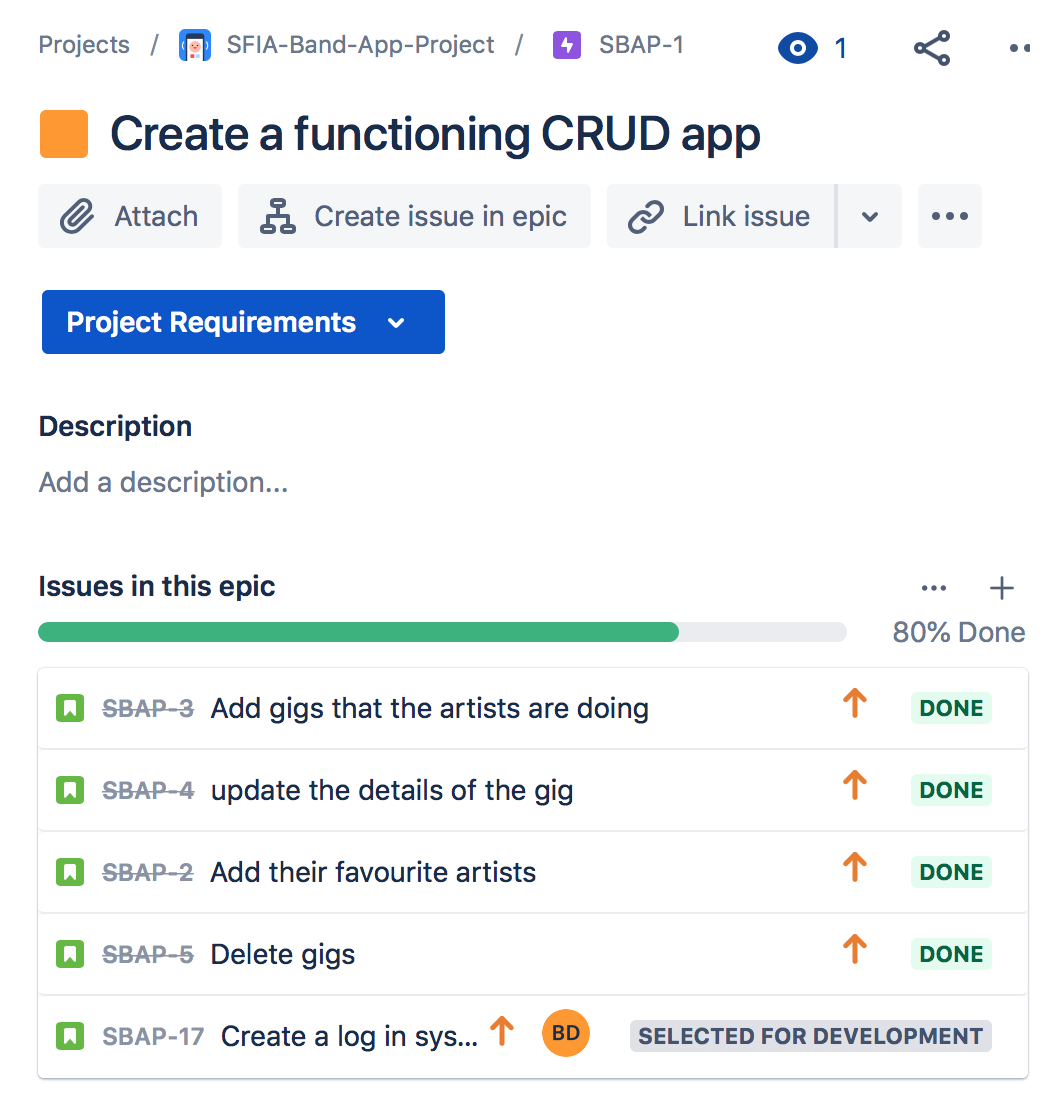 Projects / SFIA-Band-App-Project / SBAP-1 1
Create a functioning CRUD app
Attach Create issue in epic Link issue
Project Requirements
Description
Add a description...
Issues in this epic
80% Done
SBAP-3 Add gigs that the artists are doing DONE
SBAP-4 update the details of the gig DONE
SBAP-2 Add their favourite artists DONE
SBAP-5 Delete gigs DONE
SBAP-17 Create a log in sys... BD SELECTED FOR DEVELOPMENT